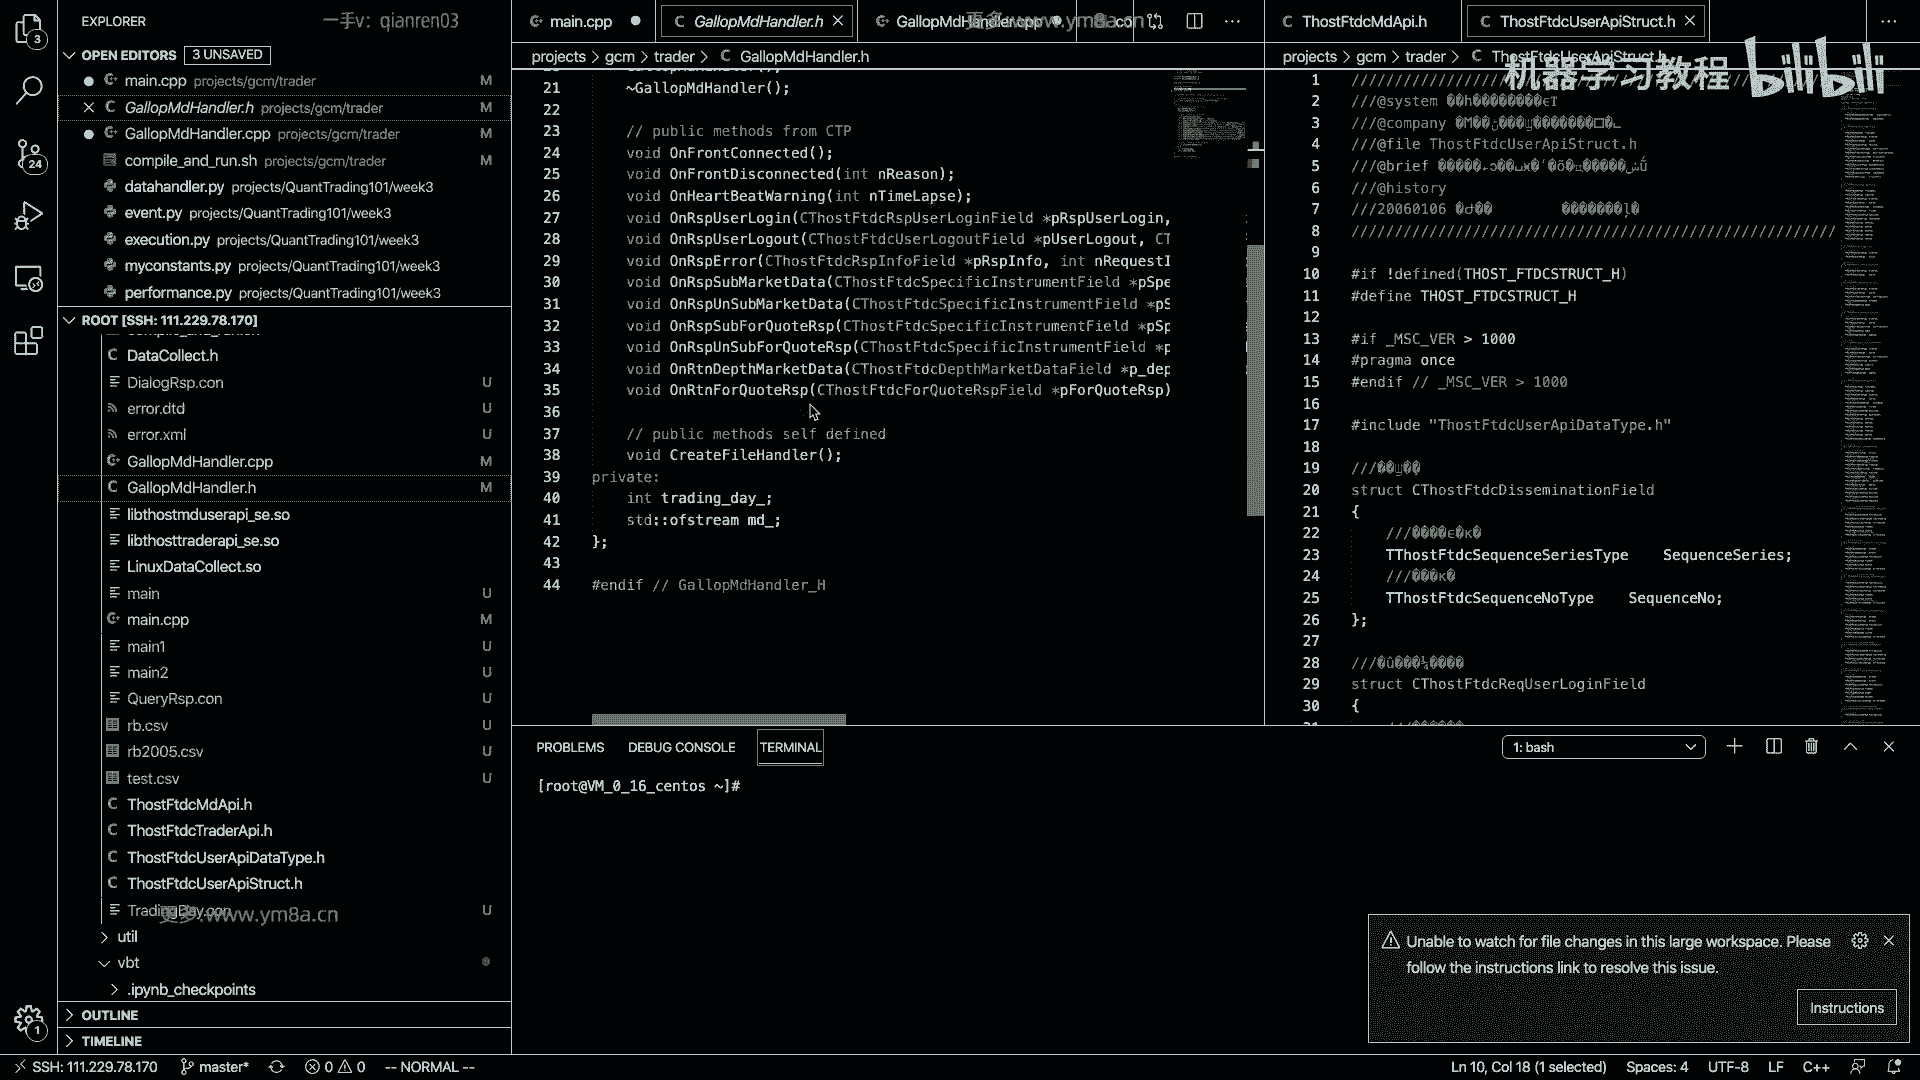 EXPLORER
一手v: qianren03
OPEN EDITORS 3 UNSAVED
main.cpp projects/gcm/trader M
GallopMdHandler.h projects/gcm/trader M
GallopMdHandler.cpp projects/gcm/trader M
compile_and_run.sh projects/gcm/trader M
datahandler.py projects/QuantTrading101/week3
event.py projects/QuantTrading101/week3
execution.py projects/QuantTrading101/week3
myconstants.py projects/QuantTrading101/week3
performance.py projects/QuantTrading101/week3
ROOT [SSH: 111.229.78.170]
DataCollect.h
DialogRsp.con U
error.dtd U
error.xml U
GallopMdHandler.cpp M
GallopMdHandler.h M
libthostmduserapi_se.so
libthosttraderapi_se.so
LinuxDataCollect.so
main U
main.cpp M
main1 U
main2 U
QueryRsp.con U
rb.csv U
rb2005.csv U
test.csv U
ThostFtdcMdApi.h
ThostFtdcTraderApi.h
ThostFtdcUserApiDataType.h
ThostFtdcUserApiStruct.h
TradingDay.con U
更多:www.ym8a.cn
util
vbt
.ipynb_checkpoints
OUTLINE
TIMELINE
main.cpp GallopMdHandler.h GallopMdHandler.cpp
更多:www.ym8a.cn
projects > gcm > trader > GallopMdHandler.h
21 ~GallopMdHandler();
22
23 // public methods from CTP
24 void OnFrontConnected();
25 void OnFrontDisconnected(int nReason);
26 void OnHeartBeatWarning(int nTimeLapse);
27 void OnRspUserLogin(CThostFtdcRspUserLoginField *pRspUserLogin,
28 void OnRspUserLogout(CThostFtdcUserLogoutField *pUserLogout, CT
29 void OnRspError(CThostFtdcRspInfoField *pRspInfo, int nRequestI
30 void OnRspSubMarketData(CThostFtdcSpecificInstrumentField *pSpe
31 void OnRspUnSubMarketData(CThostFtdcSpecificInstrumentField *pS
32 void OnRspSubForQuoteRsp(CThostFtdcSpecificInstrumentField *pSp
33 void OnRspUnSubForQuoteRsp(CThostFtdcSpecificInstrumentField *p
34 void OnRtnDepthMarketData(CThostFtdcDepthMarketDataField *p_dep
35 void OnRtnForQuoteRsp(CThostFtdcForQuoteRspField *pForQuoteRsp)
36
37 // public methods self defined
38 void CreateFileHandler();
39 private:
40 int trading_day_;
41 std::ofstream md_;
42 };
43
44 #endif // GallopMdHandler_H
ThostFtdcMdApi.h ThostFtdcUserApiStruct.h
projects > gcm > trader > ThostFtdcUserApiStruct.h
机器学习教程 bilibili
1
2 ///@system
3 ///@company
4 ///@file ThostFtdcUserApiStruct.h
5 ///@brief
6 ///@history
7 ///20060106
8
9
10 #if !defined(THOST_FTDCSTRUCT_H)
11 #define THOST_FTDCSTRUCT_H
12
13 #if _MSC_VER > 1000
14 #pragma once
15 #endif // _MSC_VER > 1000
16
17 #include "ThostFtdcUserApiDataType.h"
18
19 ///
20 struct CThostFtdcDisseminationField
21 {
22 ///
23 TThostFtdcSequenceSeriesType SequenceSeries;
24 ///
25 TThostFtdcSequenceNoType SequenceNo;
26 };
27
28 ///
29 struct CThostFtdcReqUserLoginField
30 {
PROBLEMS DEBUG CONSOLE TERMINAL 1: bash
[root@VM_0_16_centos ~]#
Unable to watch for file changes in this large workspace. Please
follow the instructions link to resolve this issue.
Instructions
SSH: 111.229.78.170 master* 0 0 -- NORMAL -- Ln 10, Col 18 (1 selected) Spaces: 4 UTF-8 LF C++